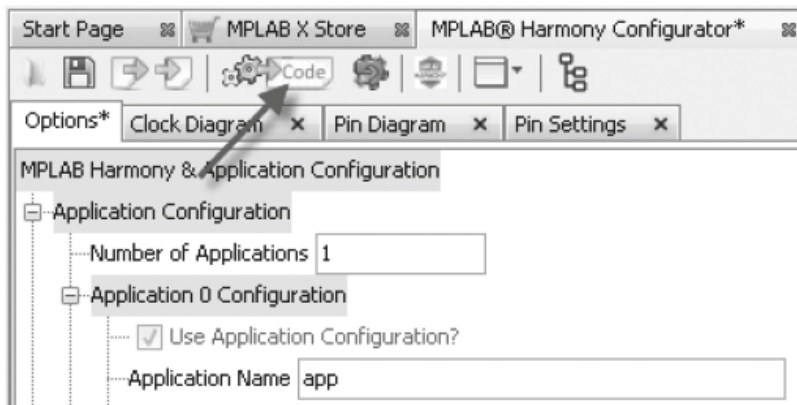 Start Page MPLAB X Store MPLAB® Harmony Configurator*
Code
Options* Clock Diagram Pin Diagram Pin Settings
MPLAB Harmony & Application Configuration
Application Configuration
Number of Applications 1
Application 0 Configuration
Use Application Configuration?
Application Name app